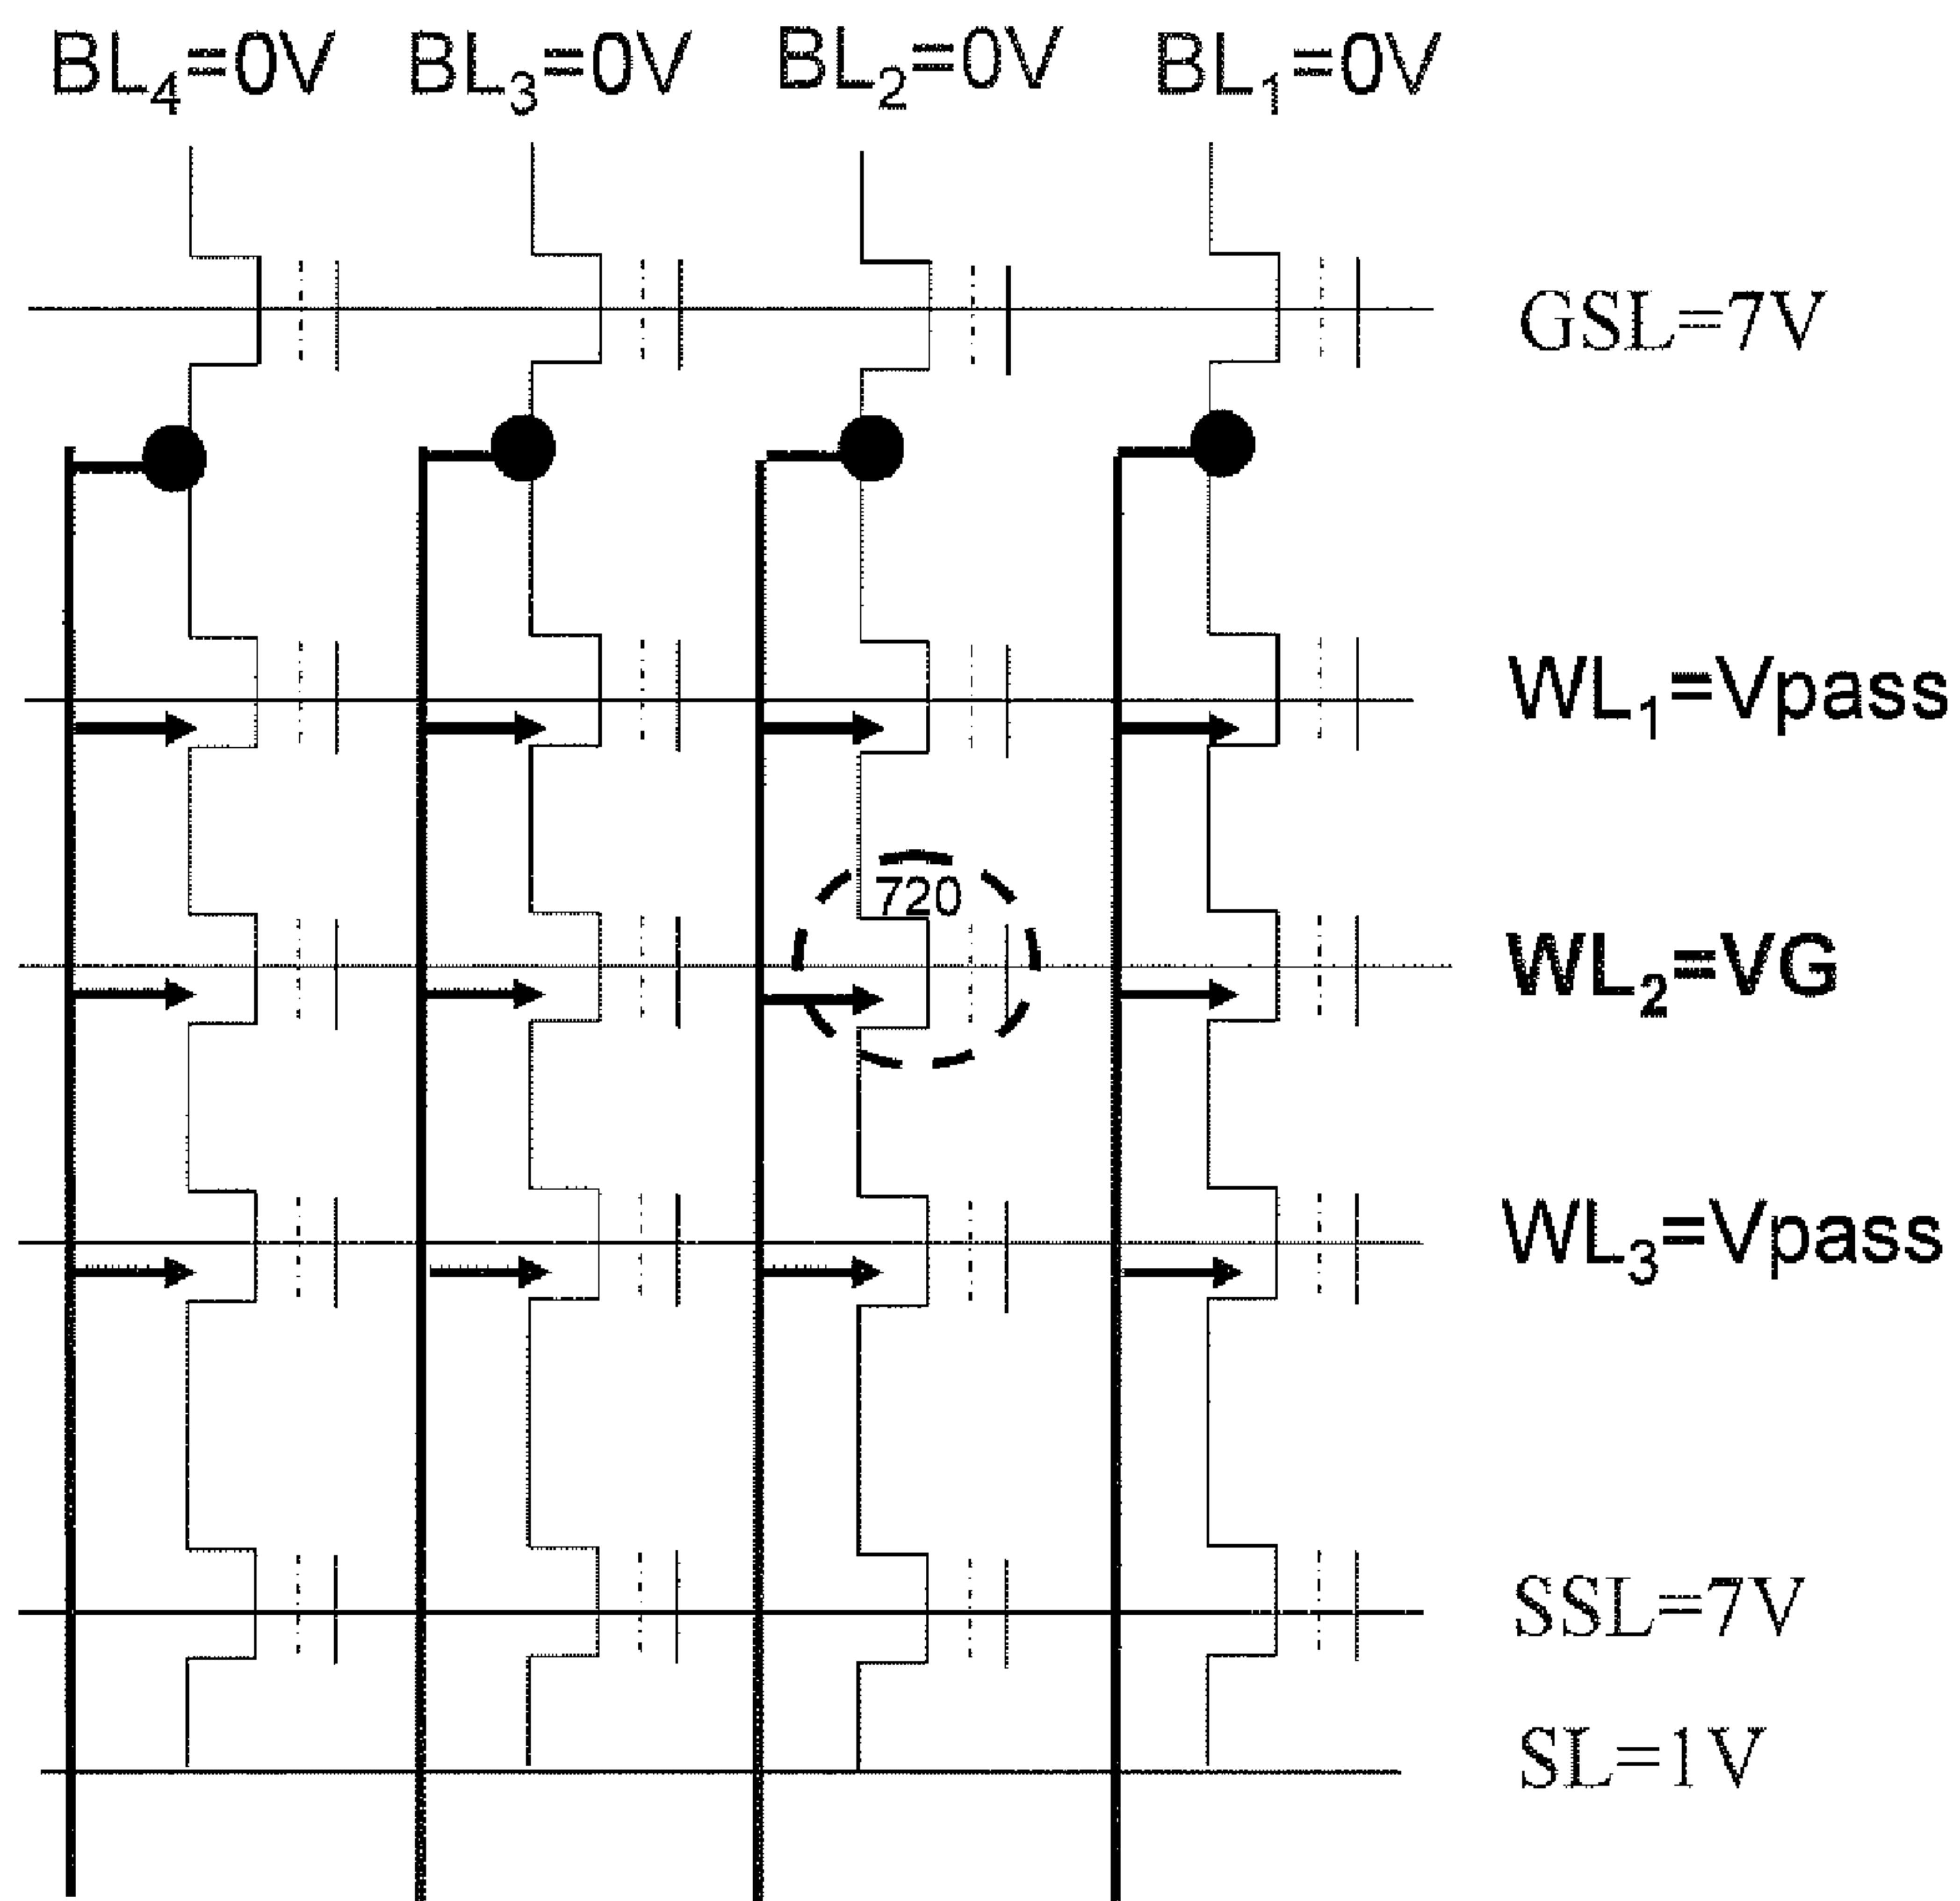 BL₄=0V BL₃=0V BL₂=0V BL₁=0V
GSL=7V
WL₁=Vpass
720
WL₂=VG
WL₃=Vpass
SSL=7V
SL=1V